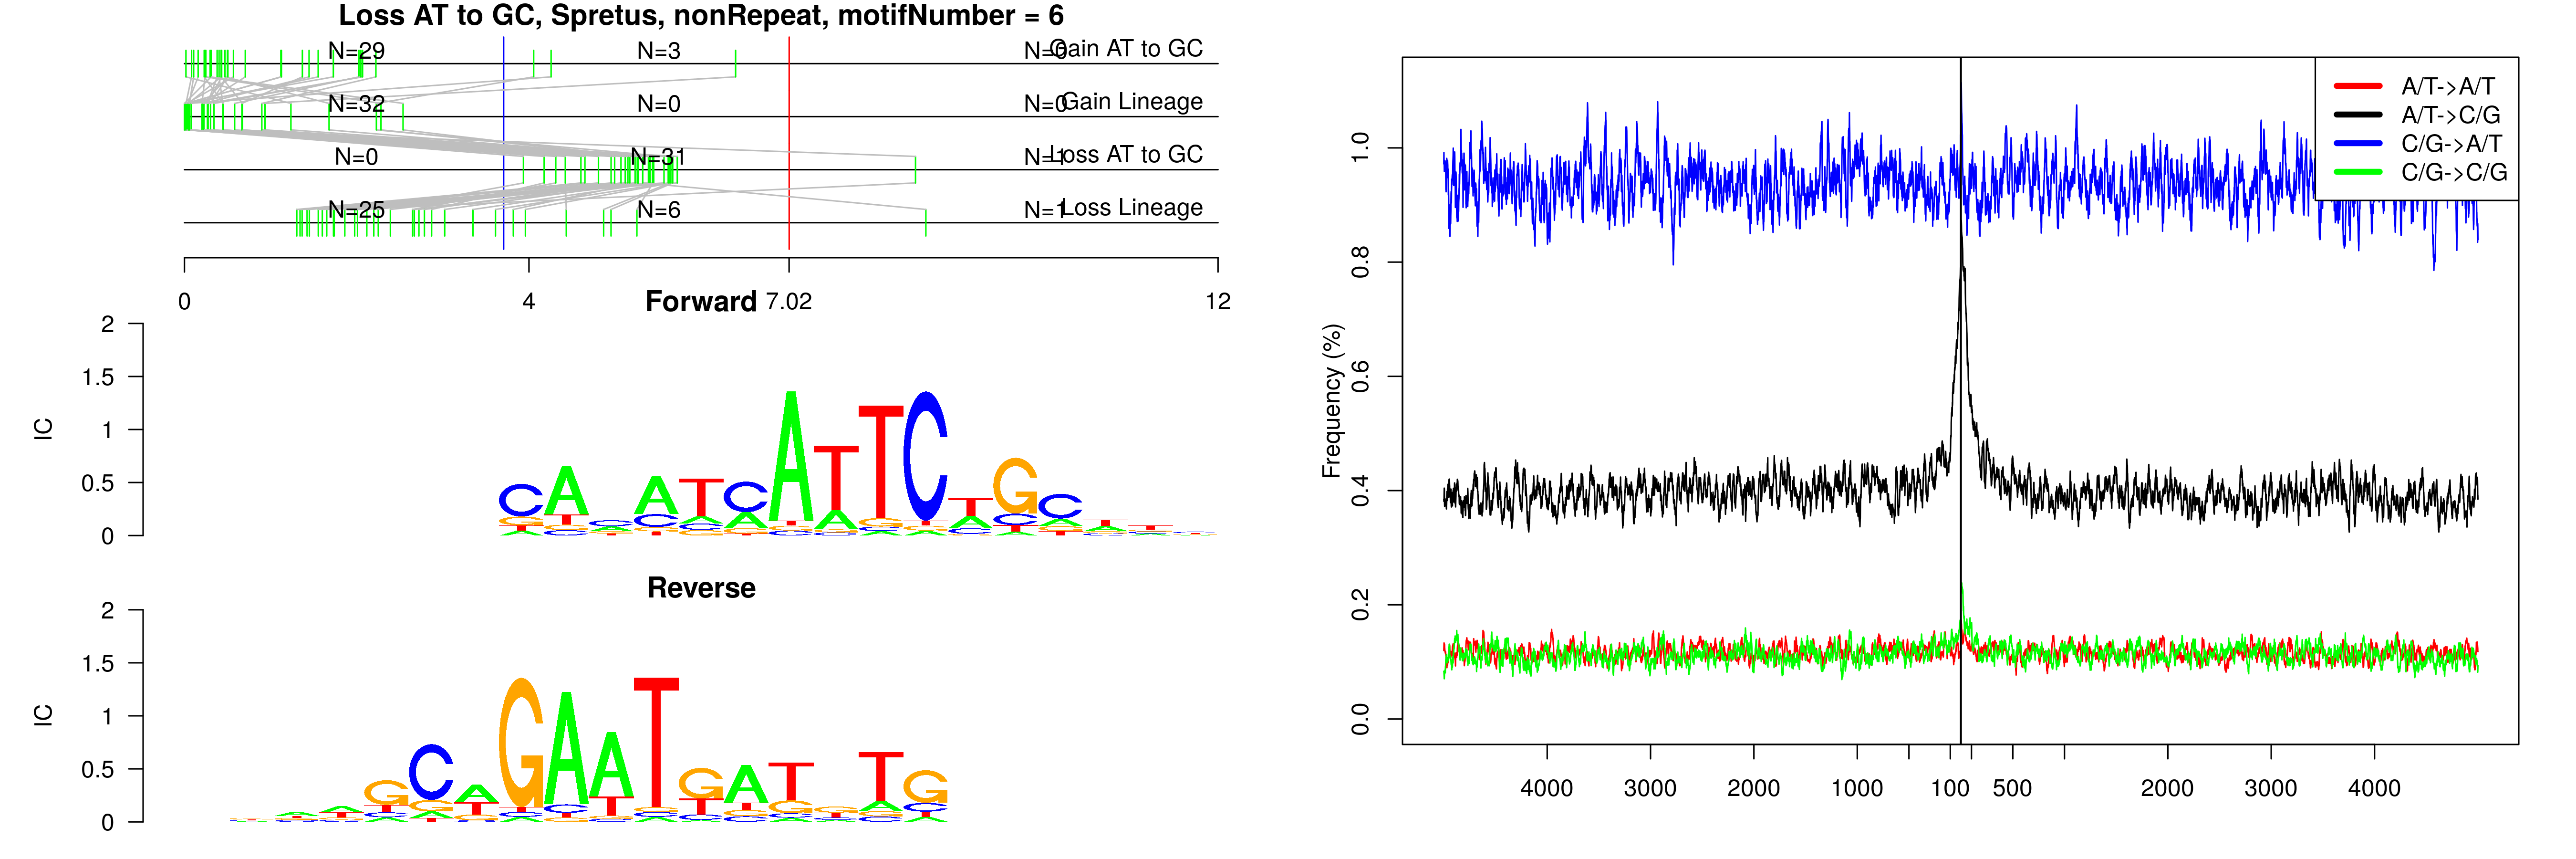 Loss AT to GC, Spretus, nonRepeat, motifNumber = 6
N=29 N=3 N=0 Gain AT to GC
N=32 N=0 N=0 Gain Lineage
N=0 N=31 N=1 Loss AT to GC
N=25 N=6 N=1 Loss Lineage
0 4 7.02 12
Forward
IC
2
1.5
1
0.5
0
CA ATCATTCTGC
Reverse
IC
2
1.5
1
0.5
0
GCAGAATGAT TG
Frequency (%)
1.0
0.8
0.6
0.4
0.2
0.0
4000 3000 2000 1000 100 500 2000 3000 4000
A/T->A/T
A/T->C/G
C/G->A/T
C/G->C/G